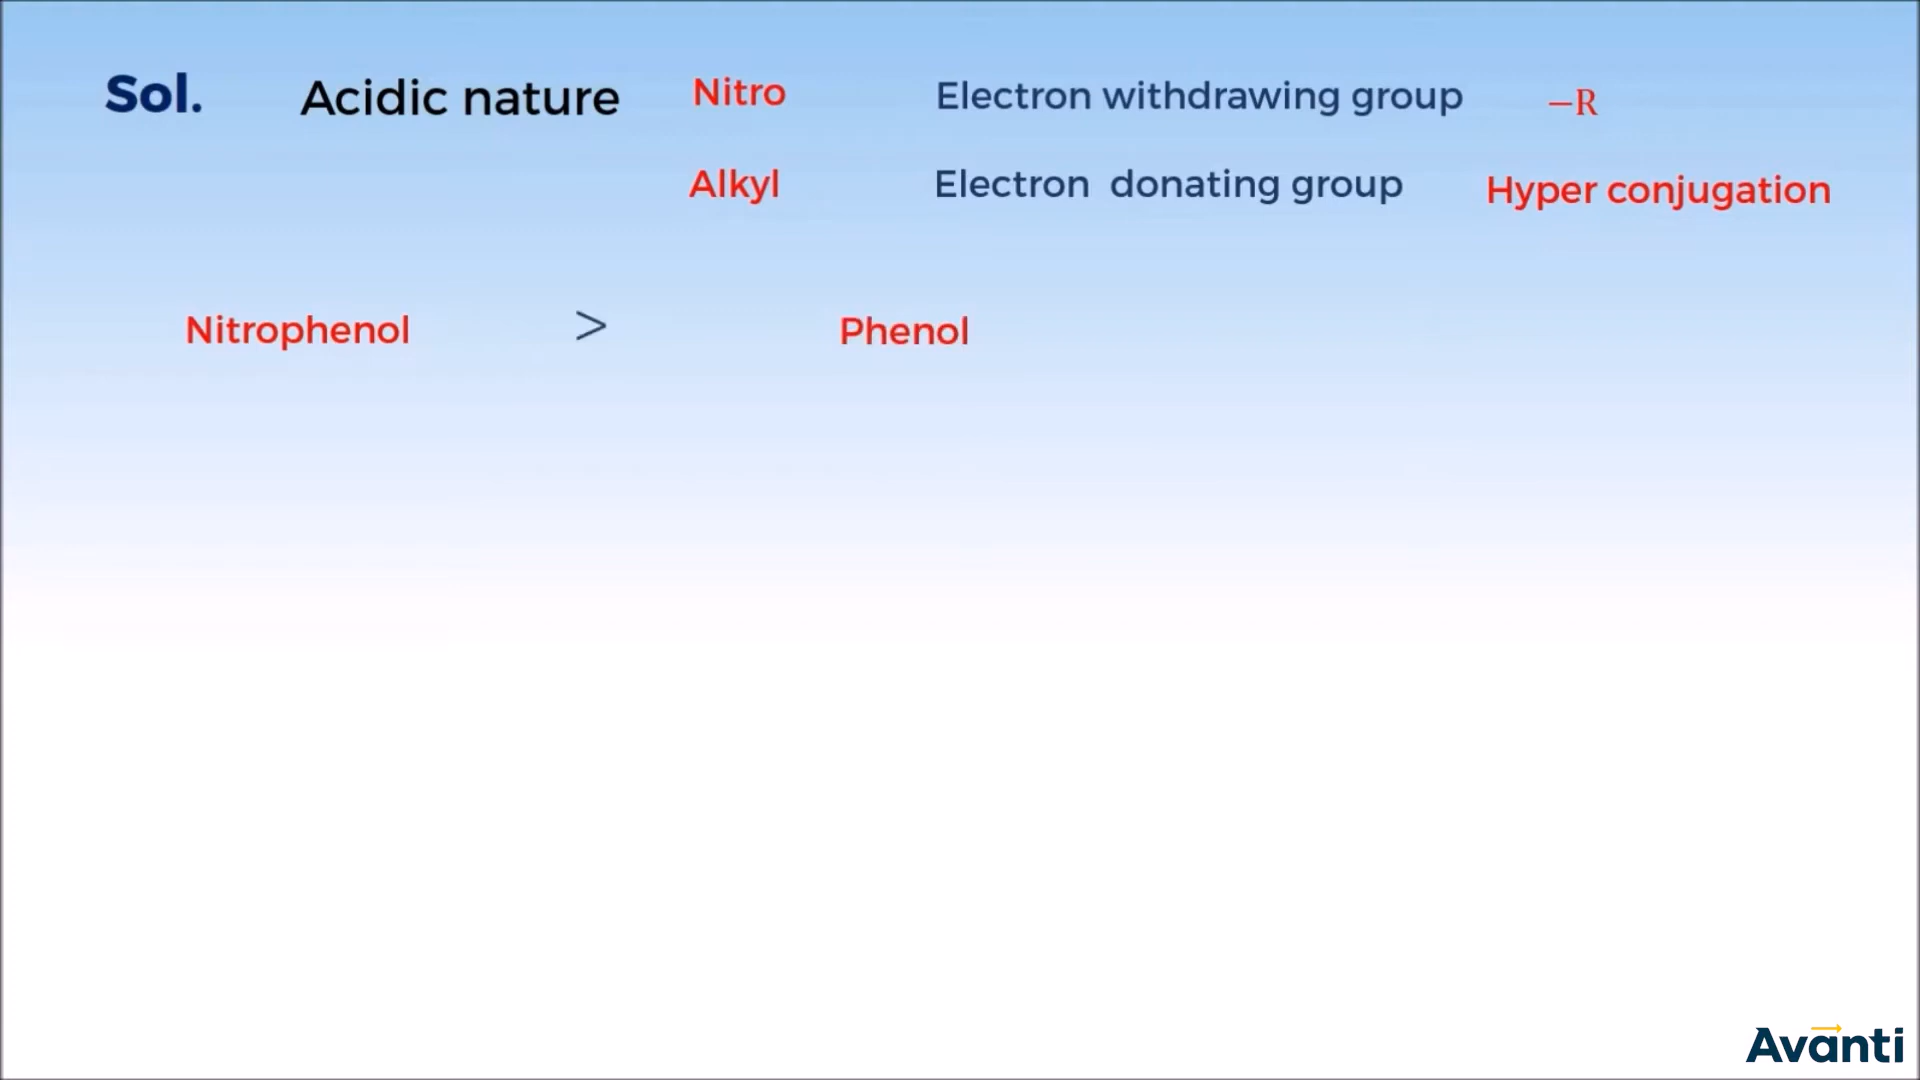 Sol. Acidic nature Nitro Electron withdrawing group −R
Alkyl Electron donating group Hyper conjugation
Nitrophenol > Phenol
Avanti